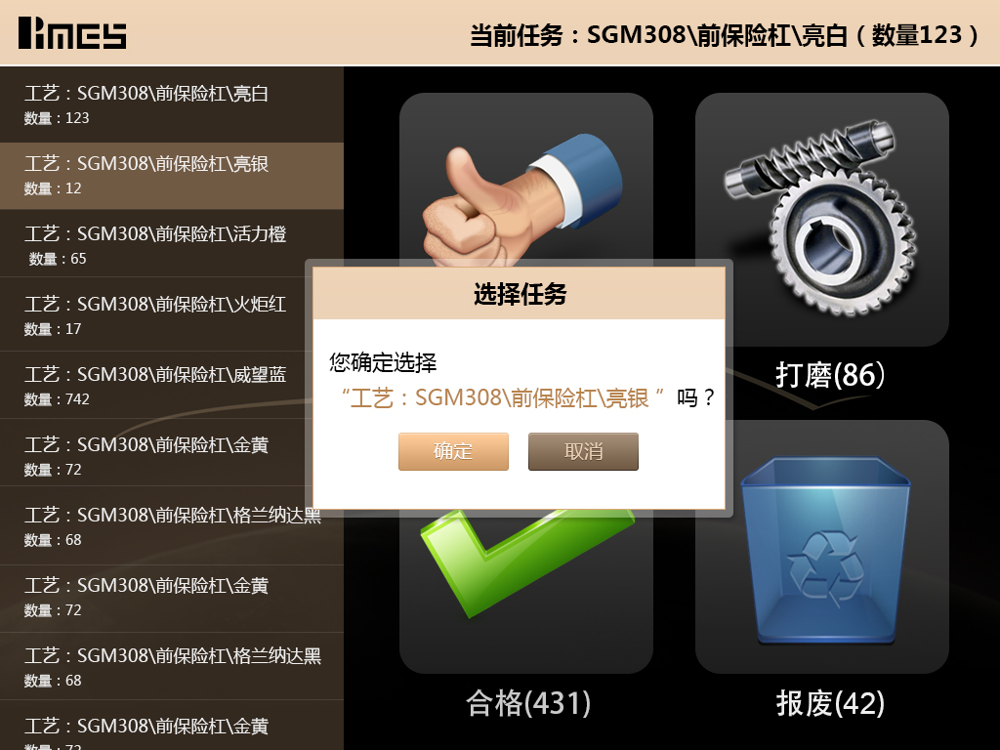 Pimes
当前任务：SGM308\前保险杠\亮白（数量123）
工艺：SGM308\前保险杠\亮白
数量：123
工艺：SGM308\前保险杠\亮银
数量：12
工艺：SGM308\前保险杠\活力橙
数量：65
工艺：SGM308\前保险杠\火炬红
数量：17
工艺：SGM308\前保险杠\威望蓝
数量：742
工艺：SGM308\前保险杠\金黄
数量：72
工艺：SGM308\前保险杠\格兰纳达黑
数量：68
工艺：SGM308\前保险杠\金黄
数量：72
工艺：SGM308\前保险杠\格兰纳达黑
数量：68
工艺：SGM308\前保险杠\金黄
数量：72
打磨(86)
选择任务
您确定选择
“工艺：SGM308\前保险杠\亮银 ” 吗？
确定
取消
合格(431)
报废(42)